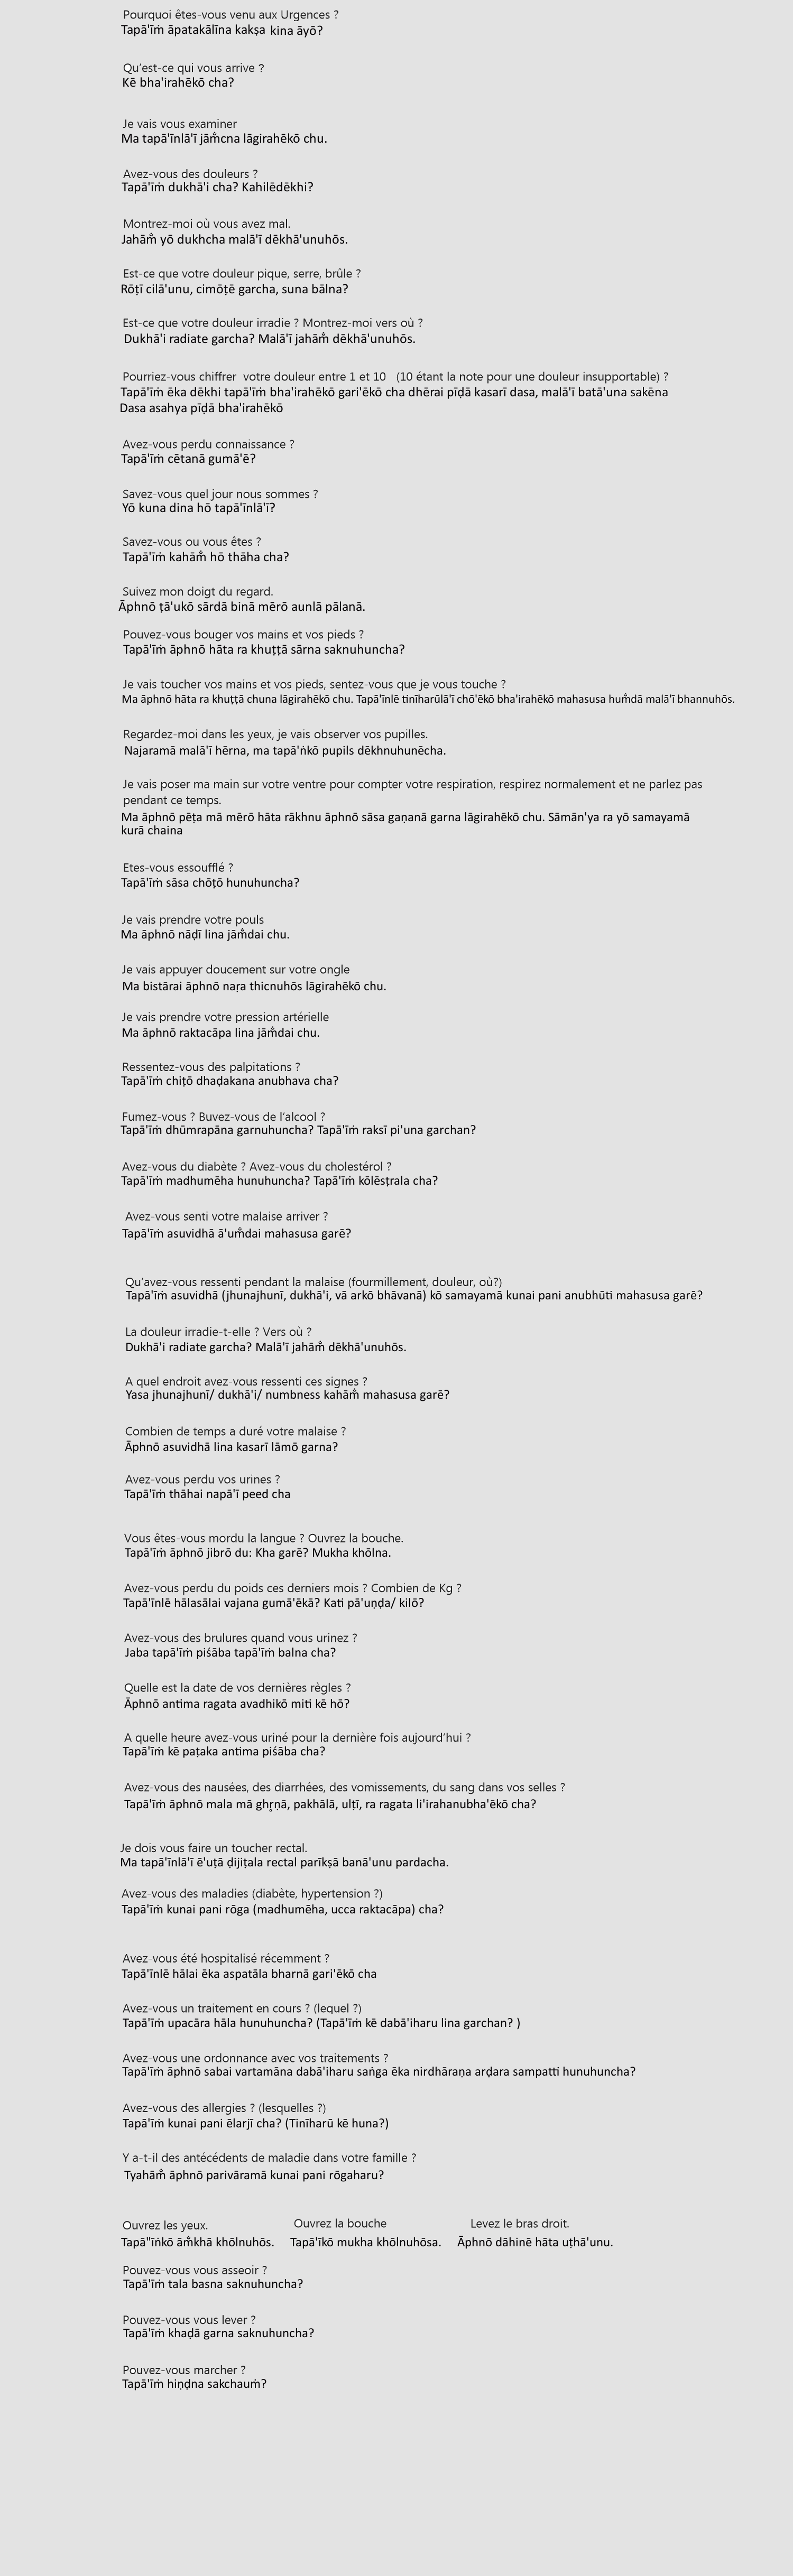 Pourquoi êtes-vous venu aux Urgences ?
Tapā'īṁ āpatakālīna kakṣa kina āyō?
Qu'est-ce qui vous arrive ?
Kē bha'irahēkō cha?
Je vais vous examiner
Ma tapā'īnlā'ī jām̐cna lāgirahēkō chu.
Avez-vous des douleurs ?
Tapā'īṁ dukhā'i cha? Kahilēdēkhi?
Montrez-moi où vous avez mal.
Jahām̐ yō dukhcha malā'ī dēkhā'unuhōs.
Est-ce que votre douleur pique, serre, brûle ?
Rōṭī cilā'unu, cimōṭē garcha, suna bālna?
Est-ce que votre douleur irradie ? Montrez-moi vers où ?
Dukhā'i radiate garcha? Malā'ī jahām̐ dēkhā'unuhōs.
Pourriez-vous chiffrer votre douleur entre 1 et 10 (10 étant la note pour une douleur insupportable) ?
Tapā'īṁ ēka dēkhi tapā'īṁ bha'irahēkō gari'ēkō cha dhērai pīḍā kasarī dasa, malā'ī batā'una sakēna
Dasa asahya pīḍā bha'irahēkō
Avez-vous perdu connaissance ?
Tapā'īṁ cētanā gumā'ē?
Savez-vous quel jour nous sommes ?
Yō kuna dina hō tapā'īnlā'ī?
Savez-vous ou vous êtes ?
Tapā'īṁ kahām̐ hō thāha cha?
Suivez mon doigt du regard.
Āphnō ṭā'ukō sārdā binā mērō aunlā pālanā.
Pouvez-vous bouger vos mains et vos pieds ?
Tapā'īṁ āphnō hāta ra khuṭṭā sārna saknuhuncha?
Je vais toucher vos mains et vos pieds, sentez-vous que je vous touche ?
Ma āphnō hāta ra khuṭṭā chuna lāgirahēkō chu. Tapā'īnlē tinīharūlā'ī chō'ēkō bha'irahēkō mahasusa hum̐dā malā'ī bhannuhōs.
Regardez-moi dans les yeux, je vais observer vos pupilles.
Najaramā malā'ī hērna, ma tapā'ṅkō pupils dēkhnuhunēcha.
Je vais poser ma main sur votre ventre pour compter votre respiration, respirez normalement et ne parlez pas
pendant ce temps.
Ma āphnō pēṭa mā mērō hāta rākhnu āphnō sāsa gaṇanā garna lāgirahēkō chu. Sāmān'ya ra yō samayamā
kurā chaina
Etes-vous essoufflé ?
Tapā'īṁ sāsa chōṭō hunuhuncha?
Je vais prendre votre pouls
Ma āphnō nāḍī lina jām̐dai chu.
Je vais appuyer doucement sur votre ongle
Ma bistārai āphnō naṛa thicnuhōs lāgirahēkō chu.
Je vais prendre votre pression artérielle
Ma āphnō raktacāpa lina jām̐dai chu.
Ressentez-vous des palpitations ?
Tapā'īṁ chiṭō dhaḍakana anubhava cha?
Fumez-vous ? Buvez-vous de l'alcool ?
Tapā'īṁ dhūmrapāna garnuhuncha? Tapā'īṁ raksī pi'una garchan?
Avez-vous du diabète ? Avez-vous du cholestérol ?
Tapā'īṁ madhumēha hunuhuncha? Tapā'īṁ kōlēsṭrala cha?
Avez-vous senti votre malaise arriver ?
Tapā'īṁ asuvidhā ā'um̐dai mahasusa garē?
Qu'avez-vous ressenti pendant la malaise (fourmillement, douleur, où?)
Tapā'īṁ asuvidhā (jhunajhunī, dukhā'i, vā arkō bhāvanā) kō samayamā kunai pani anubhūti mahasusa garē?
La douleur irradie-t-elle ? Vers où ?
Dukhā'i radiate garcha? Malā'ī jahām̐ dēkhā'unuhōs.
A quel endroit avez-vous ressenti ces signes ?
Yasa jhunajhunī/ dukhā'i/ numbness kahām̐ mahasusa garē?
Combien de temps a duré votre malaise ?
Āphnō asuvidhā lina kasarī lāmō garna?
Avez-vous perdu vos urines ?
Tapā'īṁ thāhai napā'ī peed cha
Vous êtes-vous mordu la langue ? Ouvrez la bouche.
Tapā'īṁ āphnō jibrō du: Kha garē? Mukha khōlna.
Avez-vous perdu du poids ces derniers mois ? Combien de Kg ?
Tapā'īnlē hālasālai vajana gumā'ēkā? Kati pā'uṇḍa/ kilō?
Avez-vous des brulures quand vous urinez ?
Jaba tapā'īṁ piśāba tapā'īṁ balna cha?
Quelle est la date de vos dernières règles ?
Āphnō antima ragata avadhikō miti kē hō?
A quelle heure avez-vous uriné pour la dernière fois aujourd'hui ?
Tapā'īṁ kē paṭaka antima piśāba cha?
Avez-vous des nausées, des diarrhées, des vomissements, du sang dans vos selles ?
Tapā'īṁ āphnō mala mā ghr̥ṇā, pakhālā, ulṭī, ra ragata li'irahanubha'ēkō cha?
Je dois vous faire un toucher rectal.
Ma tapā'īnlā'ī ē'uṭā ḍijiṭala rectal parīkṣā banā'unu pardacha.
Avez-vous des maladies (diabète, hypertension ?)
Tapā'īṁ kunai pani rōga (madhumēha, ucca raktacāpa) cha?
Avez-vous été hospitalisé récemment ?
Tapā'īnlē hālai ēka aspatāla bharnā gari'ēkō cha
Avez-vous un traitement en cours ? (lequel ?)
Tapā'īṁ upacāra hāla hunuhuncha? (Tapā'īṁ kē dabā'iharu lina garchan? )
Avez-vous une ordonnance avec vos traitements ?
Tapā'īṁ āphnō sabai vartamāna dabā'iharu saṅga ēka nirdhāraṇa arḍara sampatti hunuhuncha?
Avez-vous des allergies ? (lesquelles ?)
Tapā'īṁ kunai pani ēlarjī cha? (Tinīharū kē huna?)
Y a-t-il des antécédents de maladie dans votre famille ?
Tyahām̐ āphnō parivāramā kunai pani rōgaharu?
Ouvrez les yeux. Ouvrez la bouche Levez le bras droit.
Tapā"īṅkō ām̐khā khōlnuhōs. Tapā'īkō mukha khōlnuhōsa. Āphnō dāhinē hāta uṭhā'unu.
Pouvez-vous vous asseoir ?
Tapā'īṁ tala basna saknuhuncha?
Pouvez-vous vous lever ?
Tapā'īṁ khaḍā garna saknuhuncha?
Pouvez-vous marcher ?
Tapā'īṁ hiṇḍna sakchauṁ?